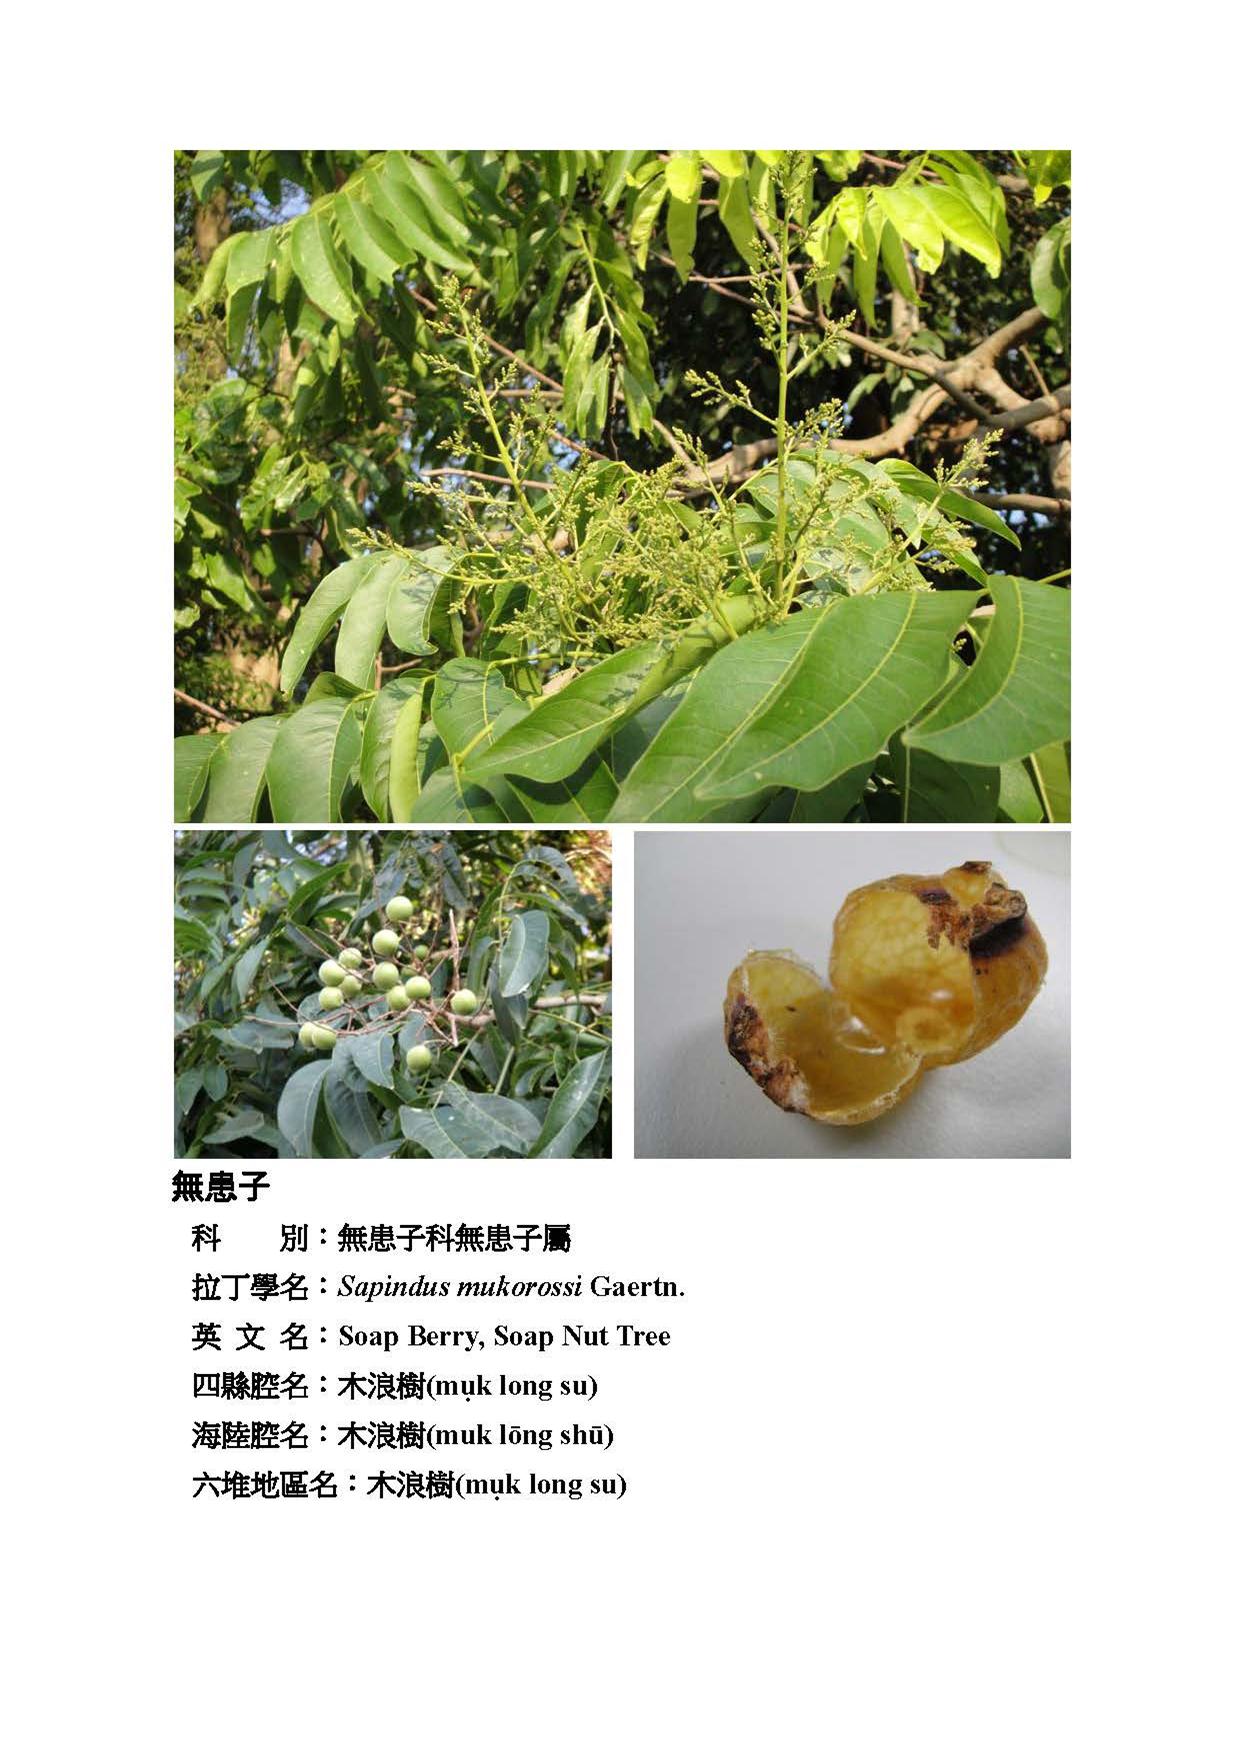 無患子
科　　別：無患子科無患子屬
拉丁學名：Sapindus mukorossi Gaertn.
英 文 名：Soap Berry, Soap Nut Tree
四縣腔名：木浪樹(mṳk long su)
海陸腔名：木浪樹(muk lōng shū)
六堆地區名：木浪樹(mṳk long su)